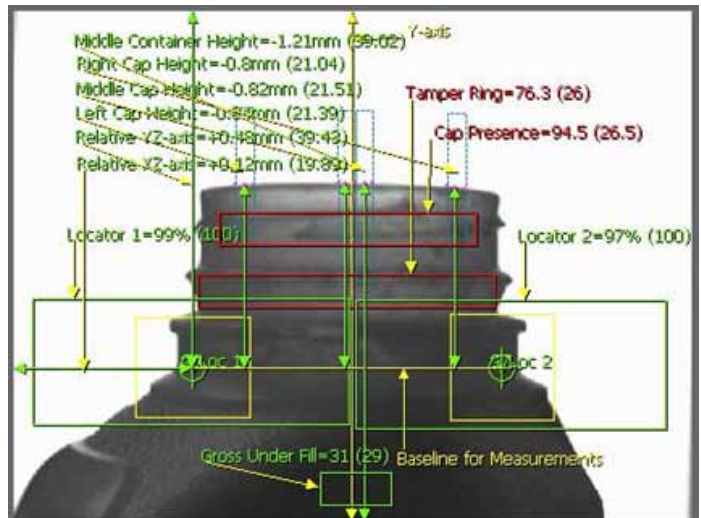 Middle Container Height=-1.21mm (39.02)
Y-axis
Right Cap Height=-0.8mm (21.04)
Middle Cap Height=-0.82mm (21.51)
Tamper Ring=76.3 (26)
Left Cap Height= (21.39)
Cap Presence=94.5 (26.5)
Relative YZ-axis=+0.48mm (39.43)
Relative YZ-axis=+0.12mm (19.89)
Locator 1=99% (100)
Locator 2=97% (100)
Loc 1
Loc 2
Gross Under Fill=31 (29)
Baseline for Measurements